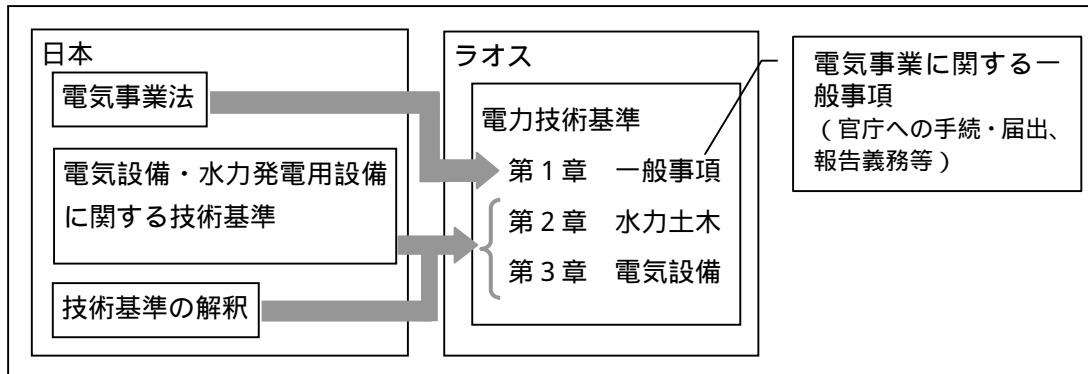 日本
電気事業法
電気設備・水力発電用設備
に関する技術基準
技術基準の解釈
ラオス
電力技術基準
第1章 一般事項
第2章 水力土木
第3章 電気設備
電気事業に関する一
般事項
(官庁への手続・届出、
報告義務等)